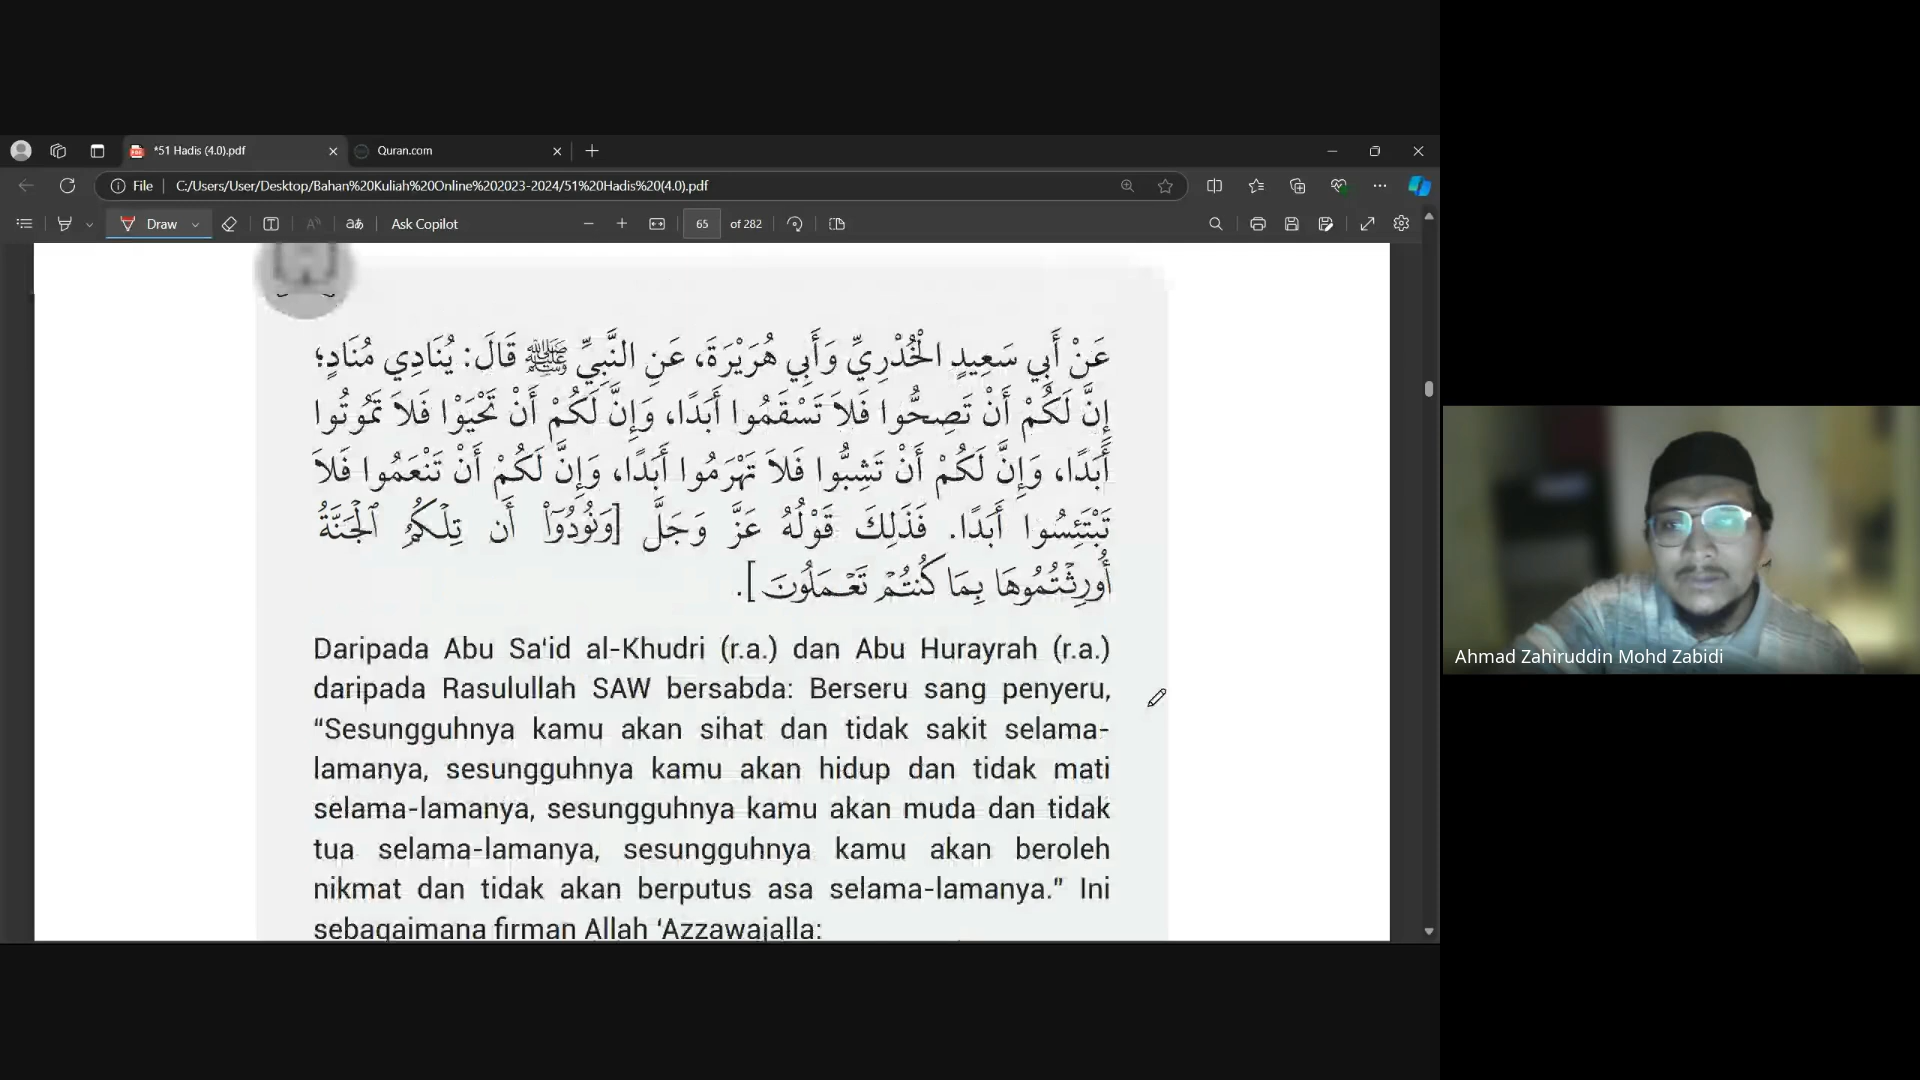 *51 Hadis (4.0).pdf
Quran.com
File
C:/Users/User/Desktop/Bahan%20Kuliah%20Online%202023-2024/51%20Hadis%20(4.0).pdf
Draw
aあ
Ask Copilot
65
of 282
عَنْ أَبِي سَعِيدٍ الْخُدْرِيِّ وَأَبِي هُرَيْرَةَ، عَنِ النَّبِيِّ ﷺ قَالَ: يُنَادِي مُنَادٍ؛
إِنَّ لَكُمْ أَنْ تَصِحُّوا فَلاَ تَسْقَمُوا أَبَدًا، وَإِنَّ لَكُمْ أَنْ تَحْيَوْا فَلاَ تَمُوتُوا
أَبَدًا، وَإِنَّ لَكُمْ أَنْ تَشِبُّوا فَلاَ تَهْرَمُوا أَبَدًا، وَإِنَّ لَكُمْ أَنْ تَنْعَمُوا فَلاَ
تَبْتَئِسُوا أَبَدًا. فَذَلِكَ قَوْلُهُ عَزَّ وَجَلَّ [وَنُودُوٓاْ أَن تِلْكُمُ ٱلْجَنَّةُ
أُورِثْتُمُوهَا بِمَا كُنتُمْ تَعْمَلُونَ].
Daripada Abu Sa‘id al-Khudri (r.a.) dan Abu Hurayrah (r.a.)
daripada Rasulullah SAW bersabda: Berseru sang penyeru,
“Sesungguhnya kamu akan sihat dan tidak sakit selama-
lamanya, sesungguhnya kamu akan hidup dan tidak mati
selama-lamanya, sesungguhnya kamu akan muda dan tidak
tua selama-lamanya, sesungguhnya kamu akan beroleh
nikmat dan tidak akan berputus asa selama-lamanya.” Ini
sebagaimana firman Allah ‘Azzawajalla:
Ahmad Zahiruddin Mohd Zabidi